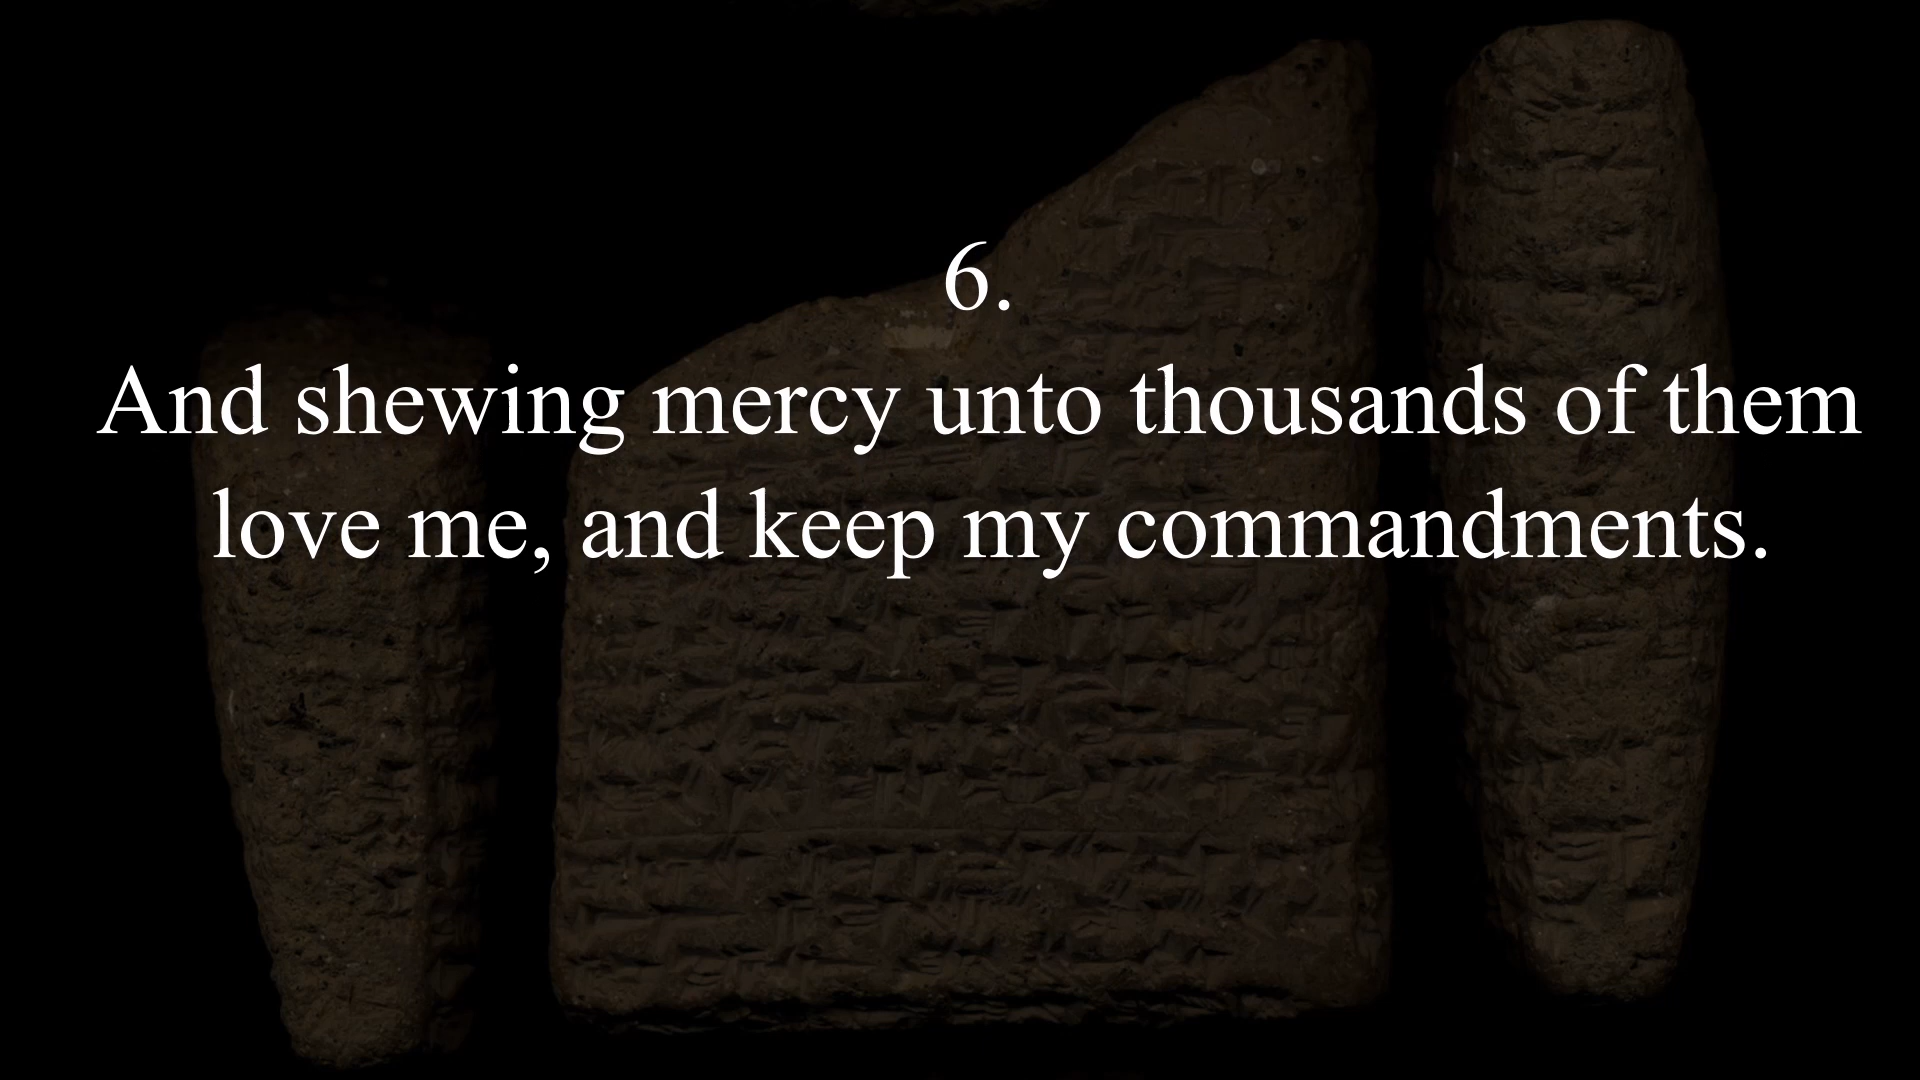 6.
And shewing mercy unto thousands of them
love me, and keep my commandments.